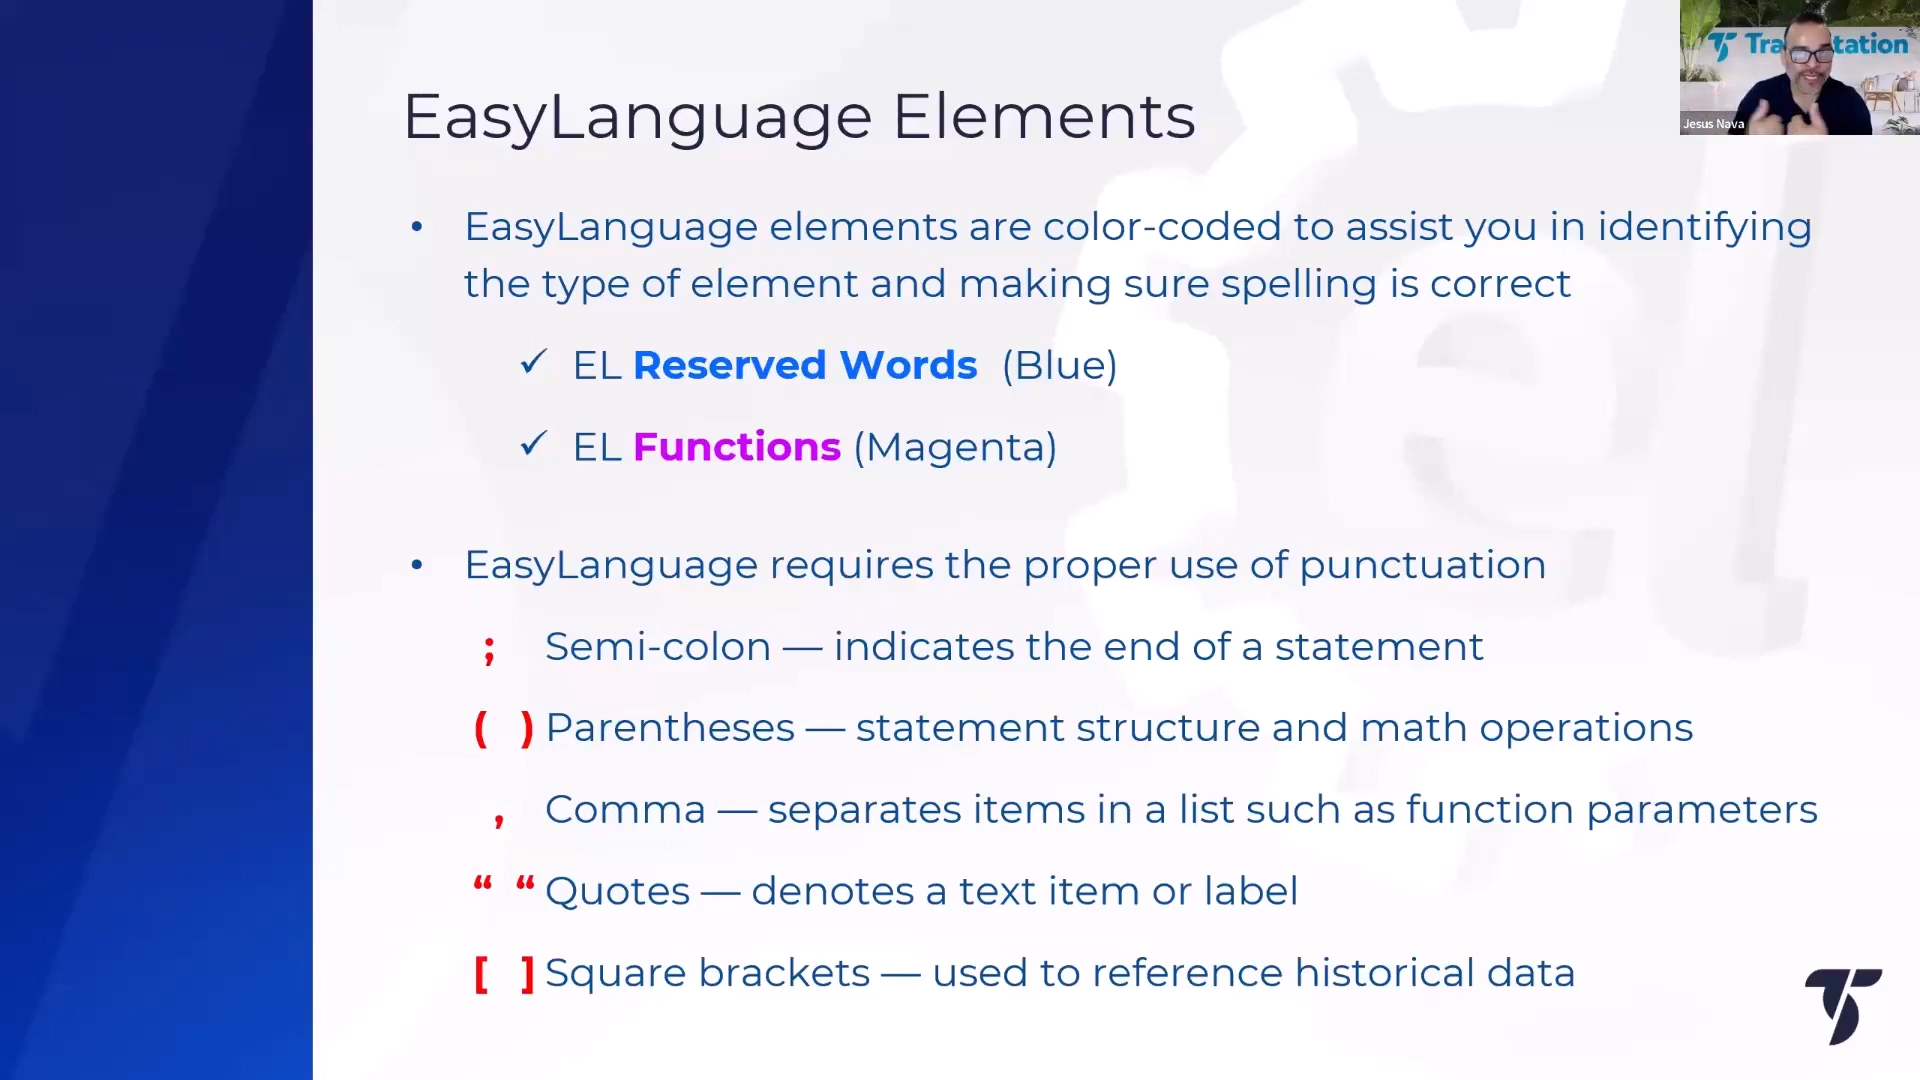 TradeStation
Jesus Nava
EasyLanguage Elements
• EasyLanguage elements are color-coded to assist you in identifying
the type of element and making sure spelling is correct
✓ EL Reserved Words (Blue)
✓ EL Functions (Magenta)
• EasyLanguage requires the proper use of punctuation
; Semi-colon — indicates the end of a statement
( ) Parentheses — statement structure and math operations
, Comma — separates items in a list such as function parameters
“ “ Quotes — denotes a text item or label
[ ] Square brackets — used to reference historical data